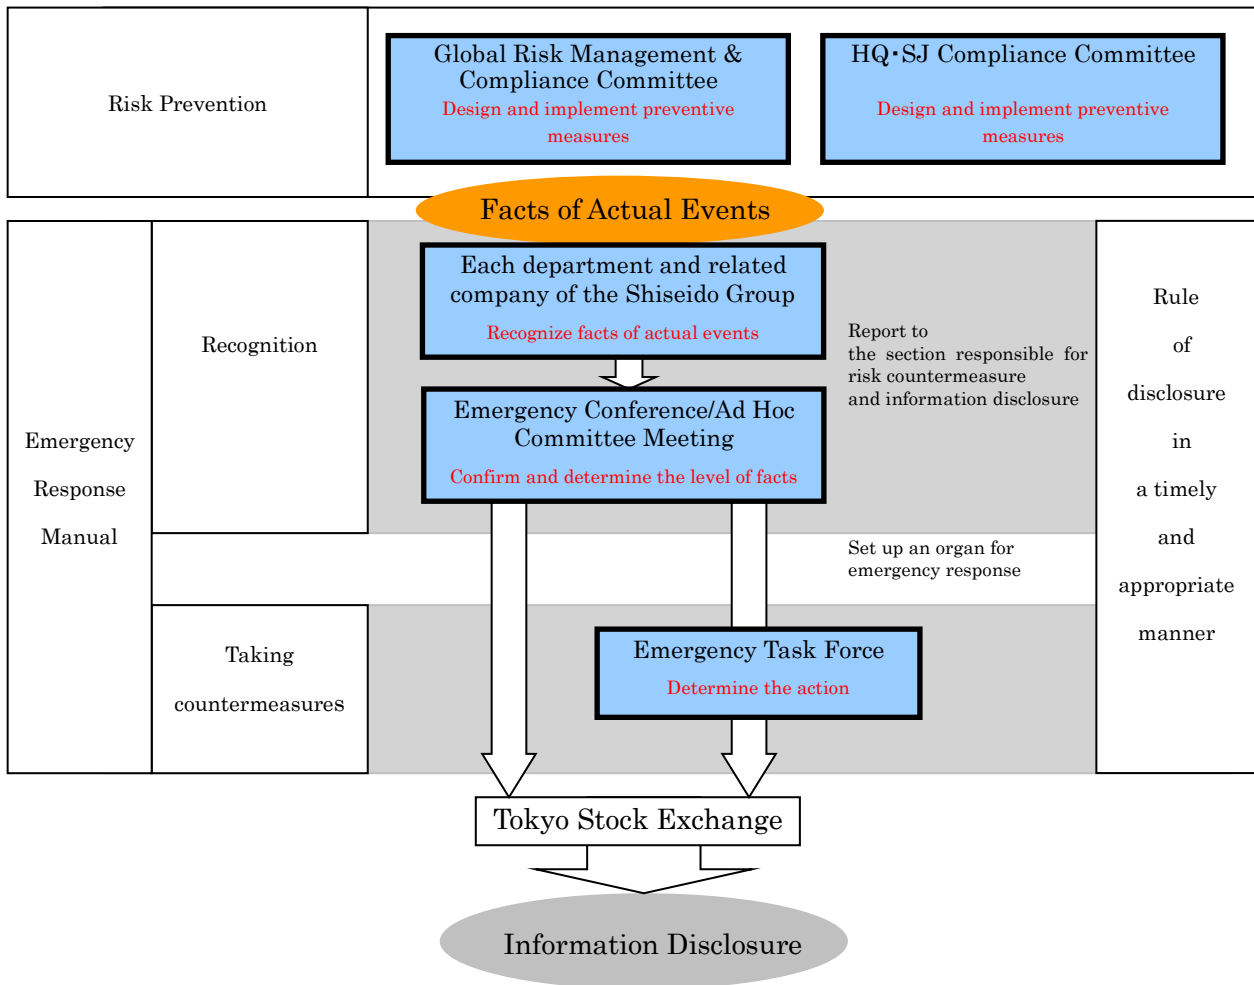 Risk Prevention
Global Risk Management &
Compliance Committee
Design and implement preventive
measures
HQ・SJ Compliance Committee
Design and implement preventive
measures
Facts of Actual Events
Emergency
Response
Manual
Recognition
Each department and related
company of the Shiseido Group
Recognize facts of actual events
Report to
the section responsible for
risk countermeasure
and information disclosure
Emergency Conference/Ad Hoc
Committee Meeting
Confirm and determine the level of facts
Set up an organ for
emergency response
Taking
countermeasures
Emergency Task Force
Determine the action
Rule
of
disclosure
in
a timely
and
appropriate
manner
Tokyo Stock Exchange
Information Disclosure